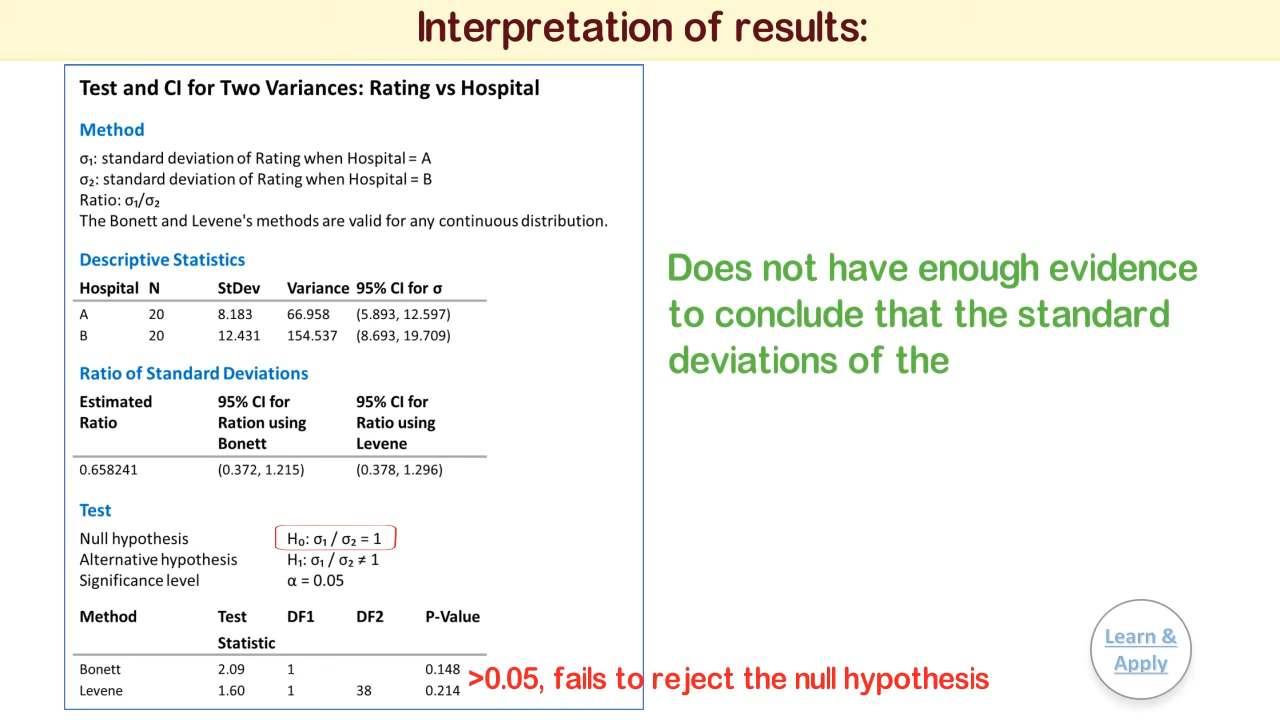 Interpretation of results:
Test and CI for Two Variances: Rating vs Hospital
Method
σ₁: standard deviation of Rating when Hospital = A
σ₂: standard deviation of Rating when Hospital = B
Ratio: σ₁/σ₂
The Bonett and Levene's methods are valid for any continuous distribution.
Descriptive Statistics
Hospital N StDev Variance 95% CI for σ
A 20 8.183 66.958 (5.893, 12.597)
B 20 12.431 154.537 (8.693, 19.709)
Ratio of Standard Deviations
Estimated 95% CI for 95% CI for
Ratio Ration using Ratio using
Bonett Levene
0.658241 (0.372, 1.215) (0.378, 1.296)
Test
Null hypothesis H₀: σ₁ / σ₂ = 1
Alternative hypothesis H₁: σ₁ / σ₂ ≠ 1
Significance level α = 0.05
Method Test DF1 DF2 P-Value
Statistic
Bonett 2.09 1 0.148
Levene 1.60 1 38 0.214
>0.05, fails to reject the null hypothesis
Does not have enough evidence
to conclude that the standard
deviations of the
Learn &
Apply